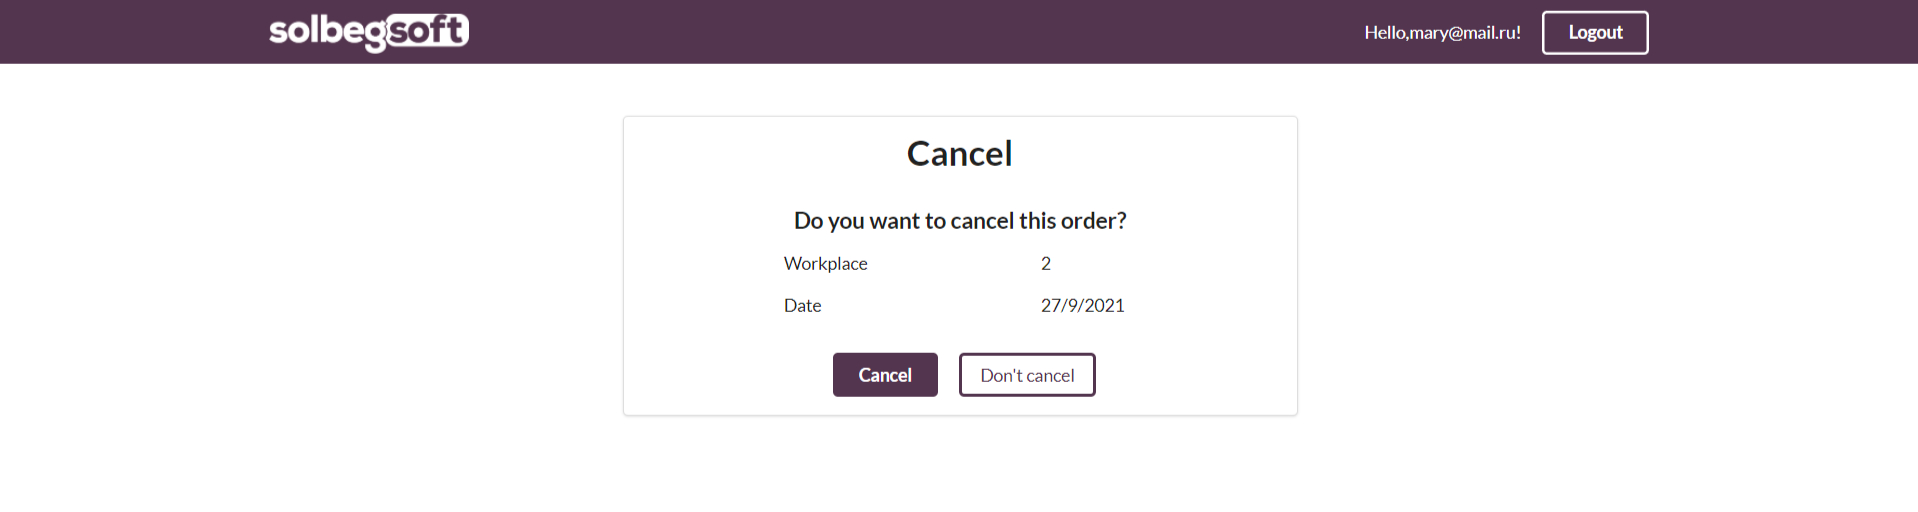 solbegsoft
Hello,mary@mail.ru!
Logout
Cancel
Do you want to cancel this order?
Workplace 2
Date 27/9/2021
Cancel
Don't cancel